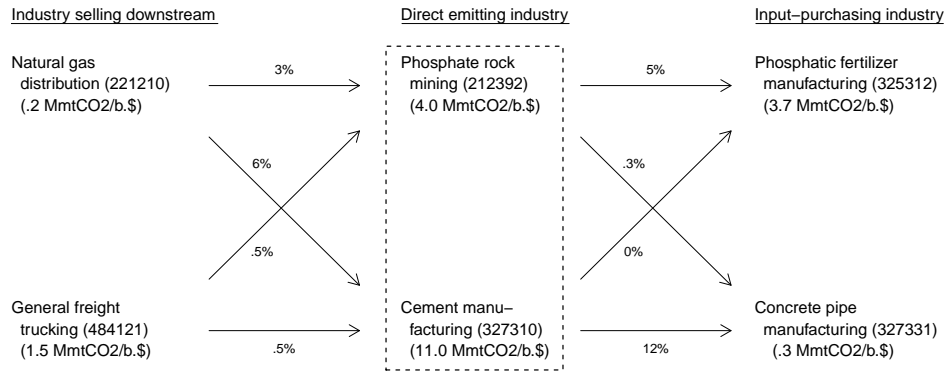 Industry selling downstream
Direct emitting industry
Input−purchasing industry
Natural gas
distribution (221210)
(.2 MmtCO2/b.$)
3%
Phosphate rock
mining (212392)
(4.0 MmtCO2/b.$)
5%
Phosphatic fertilizer
manufacturing (325312)
(3.7 MmtCO2/b.$)
6%
.3%
.5%
0%
General freight
trucking (484121)
(1.5 MmtCO2/b.$)
.5%
Cement manu−
facturing (327310)
(11.0 MmtCO2/b.$)
12%
Concrete pipe
manufacturing (327331)
(.3 MmtCO2/b.$)